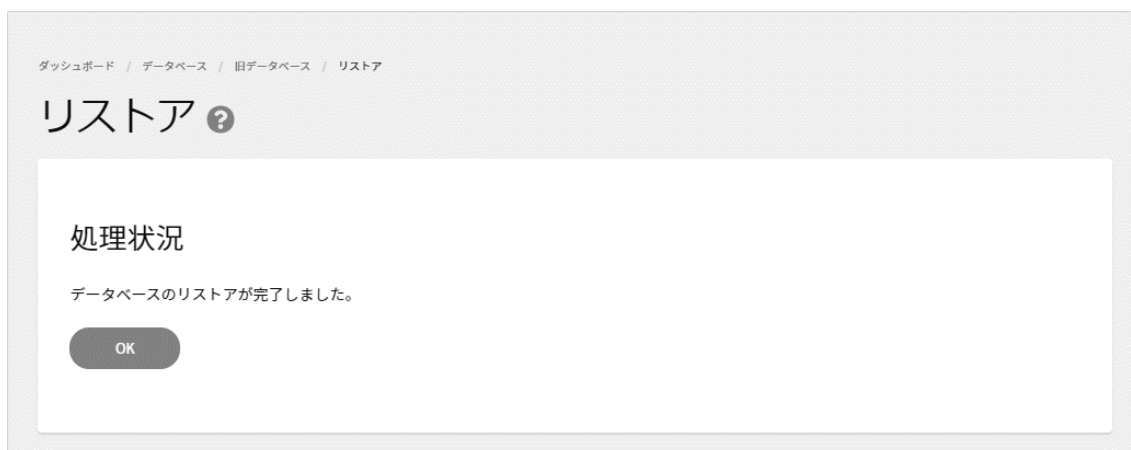 ダッシュボード / データベース / 旧データベース / リストア
リストア ?
処理状況
データベースのリストアが完了しました。
OK